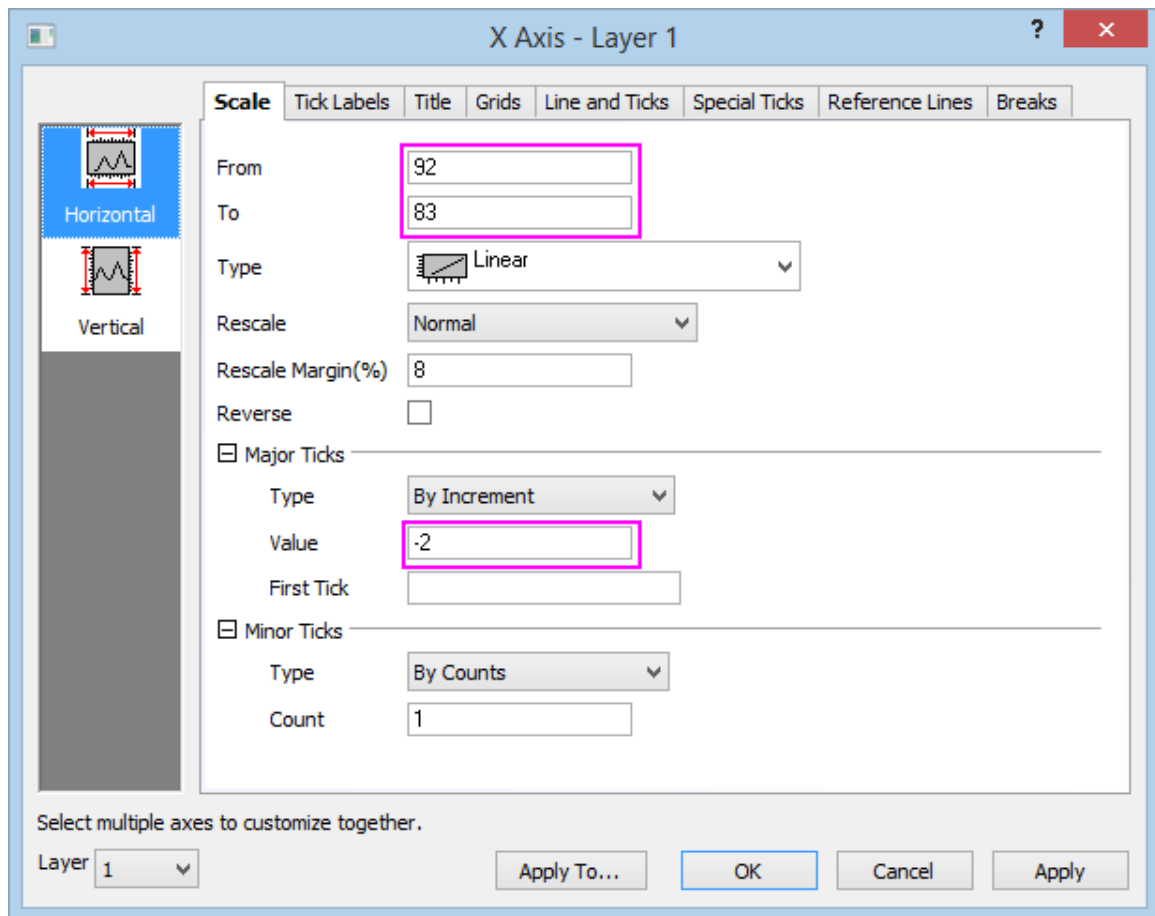 X Axis - Layer 1
?
Scale Tick Labels Title Grids Line and Ticks Special Ticks Reference Lines Breaks
Horizontal
Vertical
From 92
To 83
Type Linear
Rescale Normal
Rescale Margin(%) 8
Reverse
Major Ticks
Type By Increment
Value -2
First Tick
Minor Ticks
Type By Counts
Count 1
Select multiple axes to customize together.
Layer 1 Apply To... OK Cancel Apply